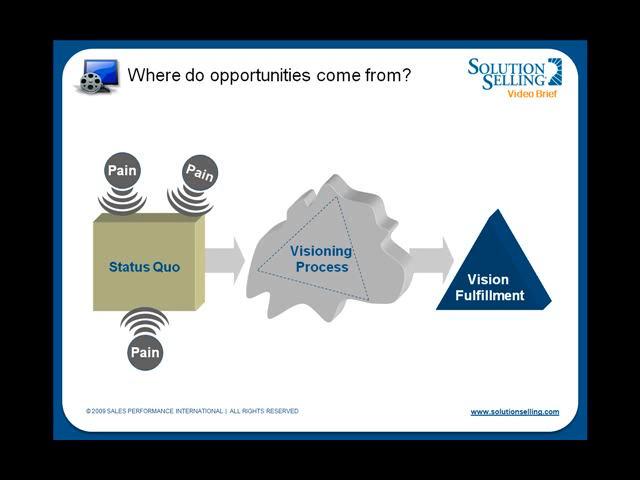 Where do opportunities come from?
SOLUTION
SELLING
Video Brief
Pain
Pain
Status Quo
Visioning
Process
Vision
Fulfillment
Pain
© 2009 SALES PERFORMANCE INTERNATIONAL | ALL RIGHTS RESERVED
www.solutionselling.com